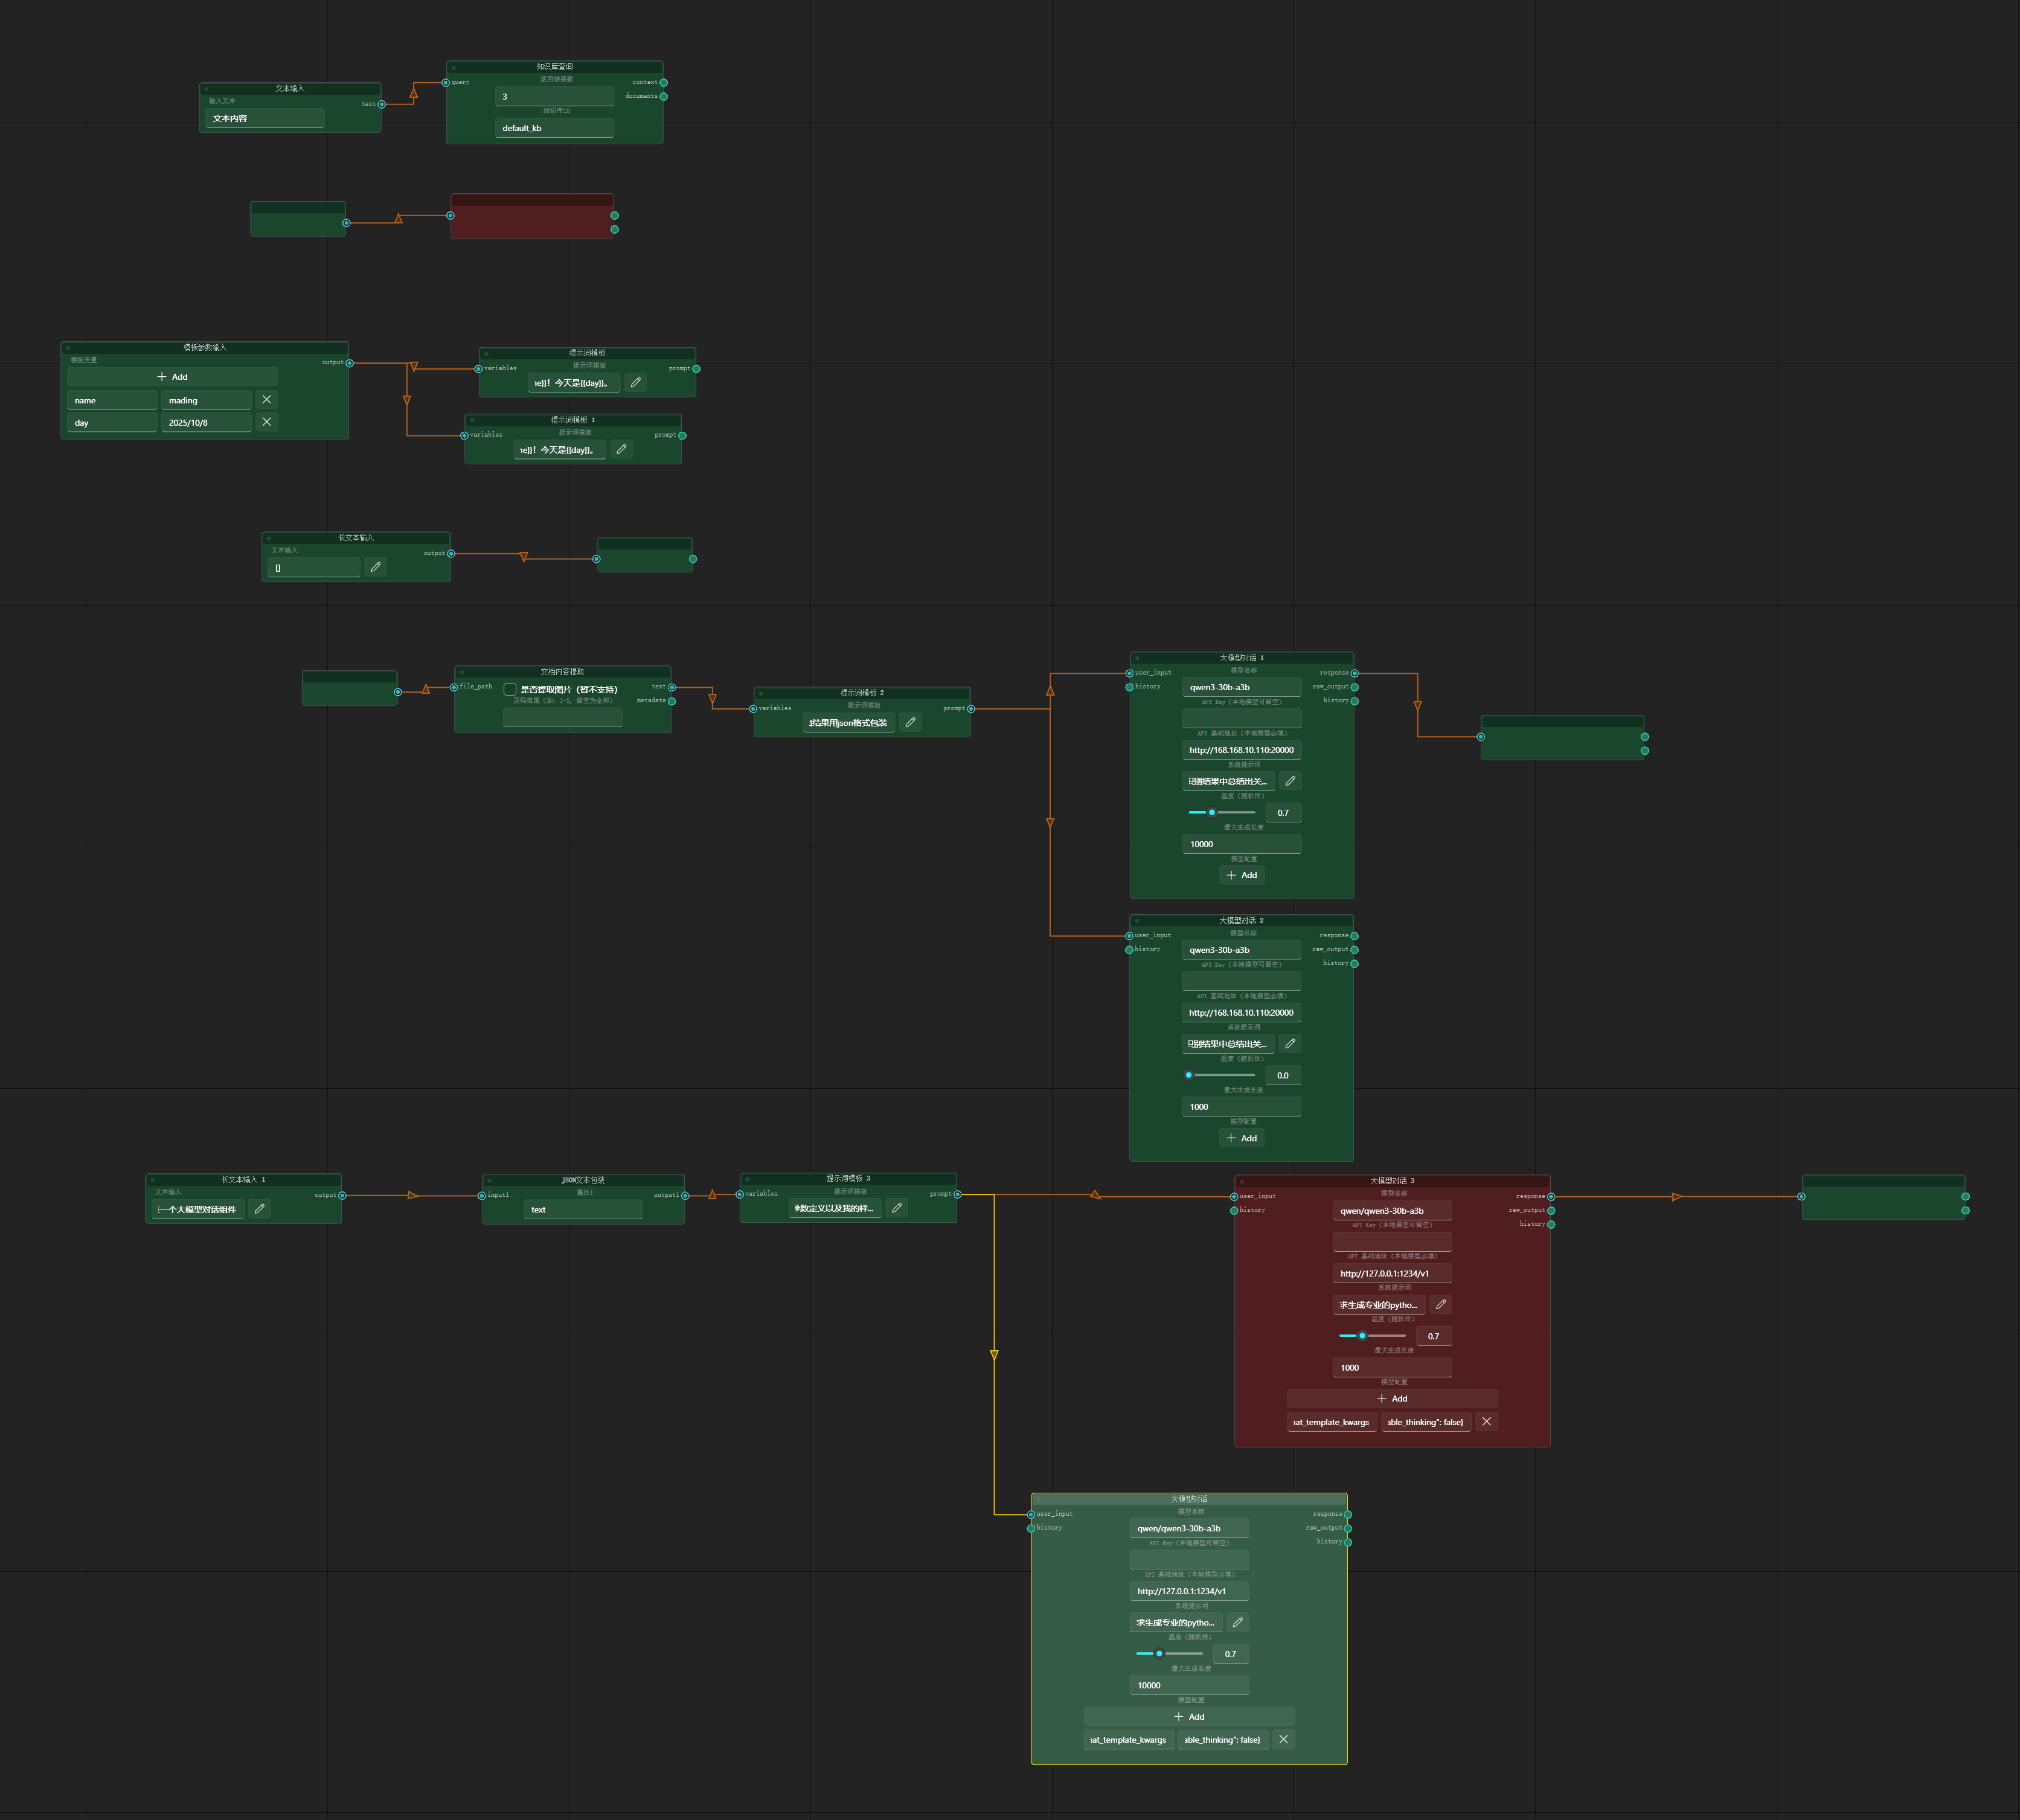 知识库查询
query
返回结果数
context
3
documents
知识库ID
default_kb
文本输入
输入文本
text
文本内容
模板参数输入
模板变量
output
Add
name
mading
day
2025/10/8
提示词模板
variables
提示词模板
prompt
e}}！今天是{{day}}。
提示词模板 1
variables
提示词模板
prompt
e}}！今天是{{day}}。
长文本输入
文本输入
output
[]
文档内容提取
file_path
是否提取图片（暂不支持）
text
页码范围（如：1-5，留空为全部）
metadata
提示词模板 2
variables
提示词模板
prompt
结果用json格式包装
大模型对话 1
user_input
模型名称
response
history
qwen3-30b-a3b
raw_output
API Key（本地模型可留空）
history
API 基础地址（本地模型必填）
http://168.168.10.110:20000
系统提示词
别结果中总结出关...
温度（随机性）
0.7
最大生成长度
10000
模型配置
Add
大模型对话 2
user_input
模型名称
response
history
qwen3-30b-a3b
raw_output
API Key（本地模型可留空）
history
API 基础地址（本地模型必填）
http://168.168.10.110:20000
系统提示词
别结果中总结出关...
温度（随机性）
0.0
最大生成长度
1000
模型配置
Add
长文本输入 1
文本输入
output
一个大模型对话组件
JSON文本包装
input1
属性1
output1
text
提示词模板 3
variables
提示词模板
prompt
数定义以及我的样...
大模型对话 3
user_input
模型名称
response
history
qwen/qwen3-30b-a3b
raw_output
API Key（本地模型可留空）
history
API 基础地址（本地模型必填）
http://127.0.0.1:1234/v1
系统提示词
求生成专业的pytho...
温度（随机性）
0.7
最大生成长度
1000
模型配置
Add
at_template_kwargs
able_thinking": false}
大模型对话
user_input
模型名称
response
history
qwen/qwen3-30b-a3b
raw_output
API Key（本地模型可留空）
history
API 基础地址（本地模型必填）
http://127.0.0.1:1234/v1
系统提示词
求生成专业的pytho...
温度（随机性）
0.7
最大生成长度
10000
模型配置
Add
at_template_kwargs
able_thinking": false}